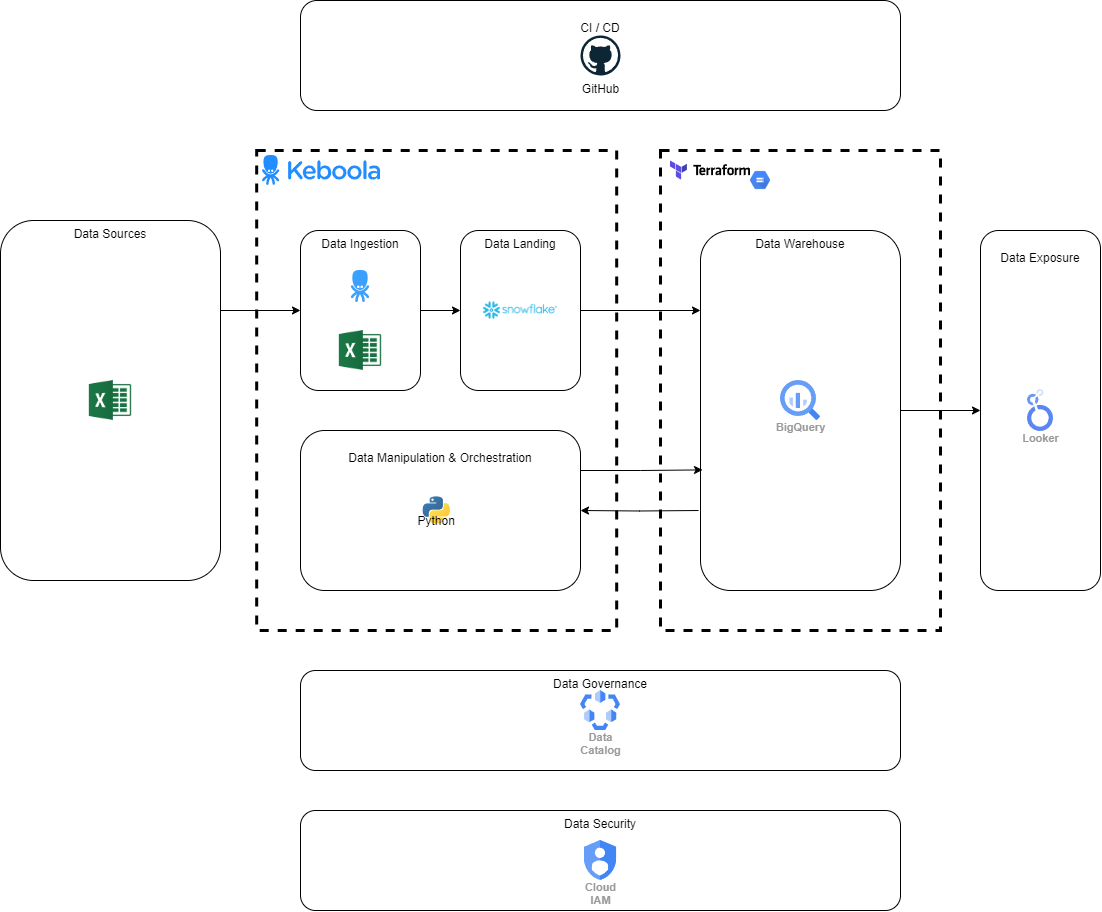 CI / CD
GitHub
Keboola
Terraform
Data Sources
Data Ingestion
Data Landing
Data Warehouse
Data Exposure
X
snowflake
X
X
BigQuery
Looker
Data Manipulation & Orchestration
Python
Data Governance
Data
Catalog
Data Security
Cloud
IAM